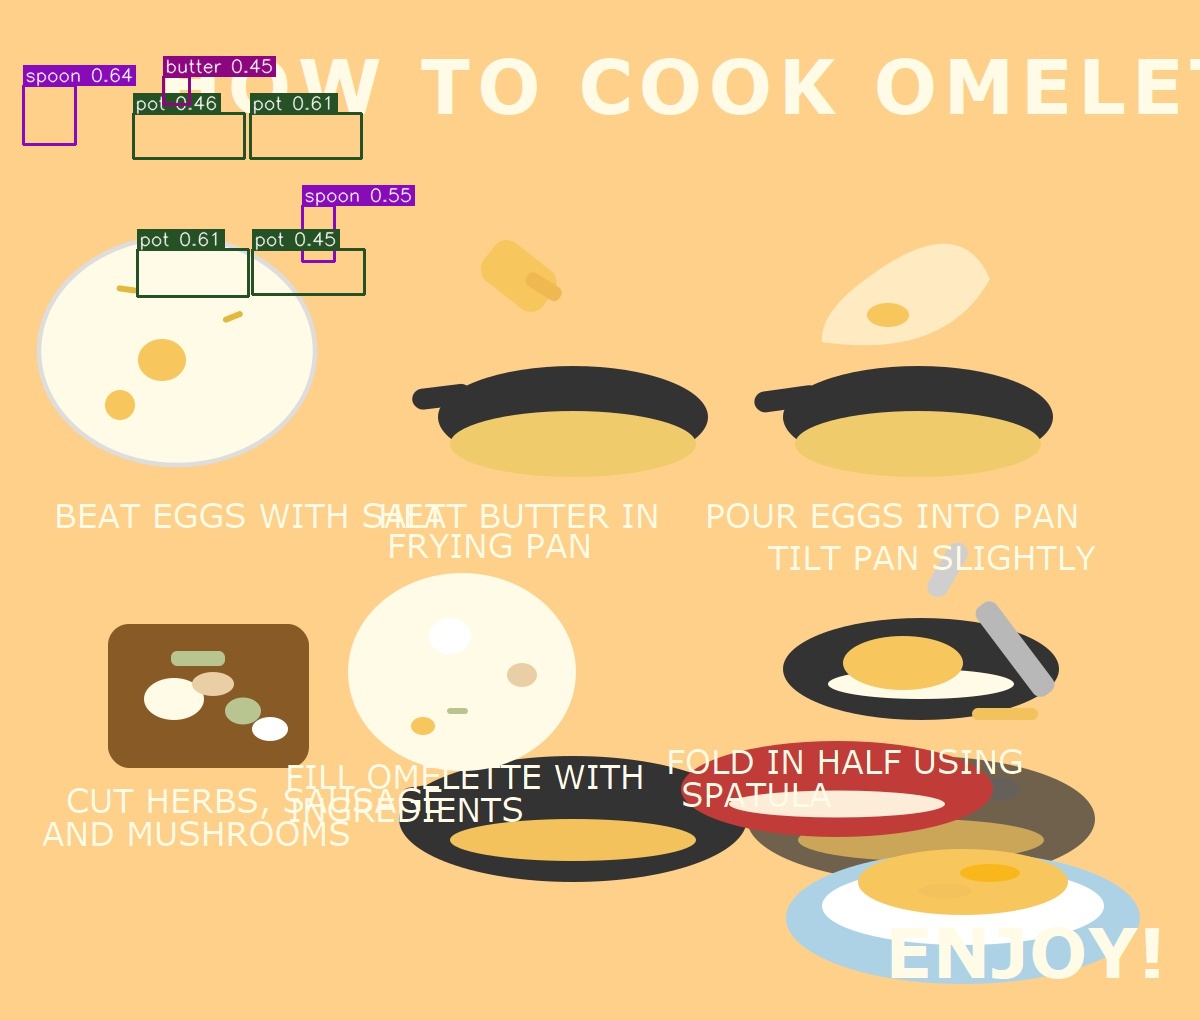 HOW TO COOK OMELET
spoon 0.64
butter 0.45
pot 0.46
pot 0.61
spoon 0.55
pot 0.61
pot 0.45
BEAT EGGS WITH SALT
HEAT BUTTER IN
FRYING PAN
POUR EGGS INTO PAN
TILT PAN SLIGHTLY
CUT HERBS, SAUSAGE
AND MUSHROOMS
FILL OMELETTE WITH
INGREDIENTS
FOLD IN HALF USING
SPATULA
ENJOY!